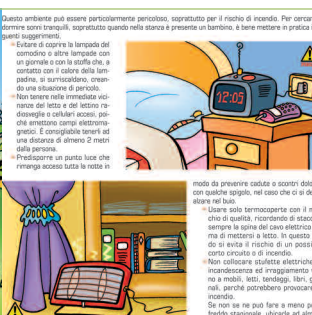 Questo ambiente può essere particolarmente pericoloso, soprattutto per il rischio di incendio. Per cercar
dormire sonni tranquilli, soprattutto quando nella stanza è presente un bambino, è bene mettere in pratica i
guenti suggerimenti.
Evitare di coprire la lampada del
comodino o altre lampade con
un giornale o con la stoffa che, a
contatto con il calore della lam-
padina, si surriscaldano, crean-
do una situazione di pericolo.
Non tenere nelle immediate vici-
nanze del letto e del lettino ra-
diosveglie o cellulari accesi, poi-
ché emettono campi elettroma-
gnetici. È consigliabile tenerli ad
una distanza di almeno 2 metri
dalla persona.
Predisporre un punto luce che
rimanga acceso tutta la notte in
12:05
modo da prevenire cadute o scontri dolo
con qualche spigolo, nel caso che ci si de
alzare nel buio.
Usare solo termocoperte con il m
chio di qualità, ricordando di stacc
sempre la spina del cavo elettrico
ma di mettersi a letto. In questo
do si evita il rischio di un possi
corto circuito o di incendio.
Non collocare stufette elettriche
incandescenza ed irraggiamento
no a mobili, letti, tendaggi, libri, g
nali, perché potrebbero provocare
incendio.
Se non se ne può fare a meno p
freddo stagionale, ubicarle ad alm